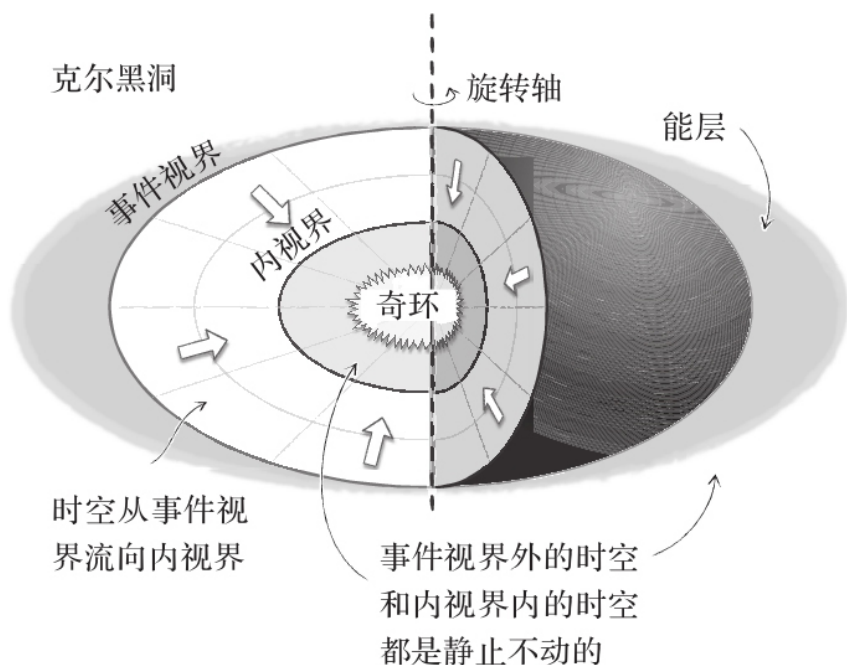 克尔黑洞
旋转轴
能层
事件视界
内视界
奇环
时空从事件视
界流向内视界
事件视界外的时空
和内视界内的时空
都是静止不动的